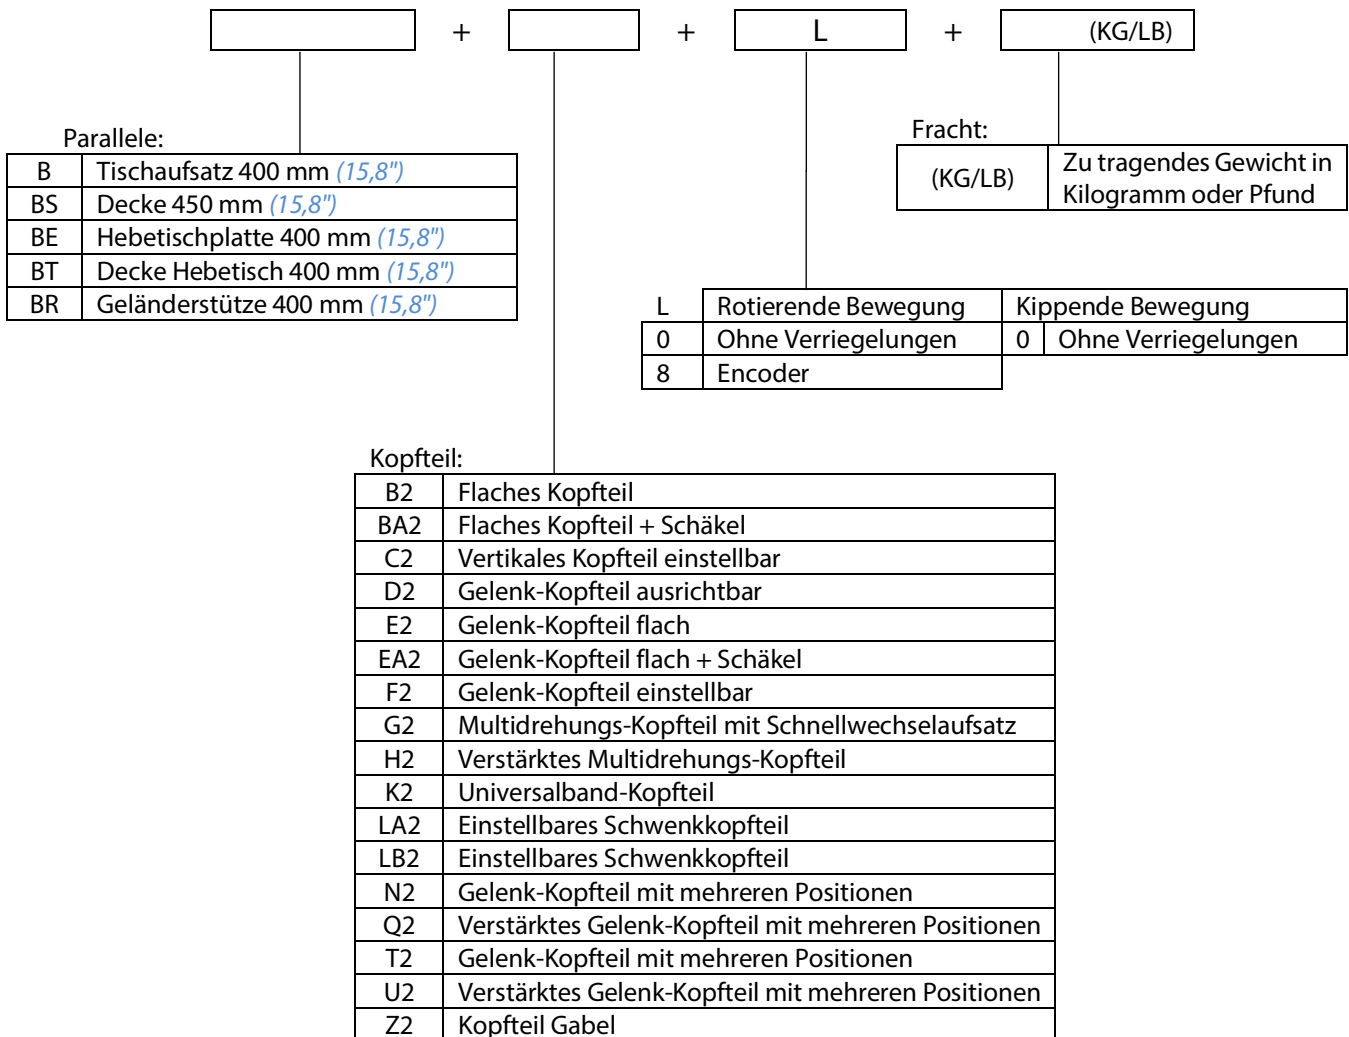 + + L + (KG/LB)
Parallele:
B Tischaufsatz 400 mm (15,8")
BS Decke 450 mm (15,8")
BE Hebetischplatte 400 mm (15,8")
BT Decke Hebetisch 400 mm (15,8")
BR Geländerstütze 400 mm (15,8")
Fracht:
(KG/LB) Zu tragendes Gewicht in
Kilogramm oder Pfund
L Rotierende Bewegung Kippende Bewegung
0 Ohne Verriegelungen 0 Ohne Verriegelungen
8 Encoder
Kopfteil:
B2 Flaches Kopfteil
BA2 Flaches Kopfteil + Schäkel
C2 Vertikales Kopfteil einstellbar
D2 Gelenk-Kopfteil ausrichtbar
E2 Gelenk-Kopfteil flach
EA2 Gelenk-Kopfteil flach + Schäkel
F2 Gelenk-Kopfteil einstellbar
G2 Multidrehungs-Kopfteil mit Schnellwechselaufsatz
H2 Verstärktes Multidrehungs-Kopfteil
K2 Universalband-Kopfteil
LA2 Einstellbares Schwenkkopfteil
LB2 Einstellbares Schwenkkopfteil
N2 Gelenk-Kopfteil mit mehreren Positionen
Q2 Verstärktes Gelenk-Kopfteil mit mehreren Positionen
T2 Gelenk-Kopfteil mit mehreren Positionen
U2 Verstärktes Gelenk-Kopfteil mit mehreren Positionen
Z2 Kopfteil Gabel